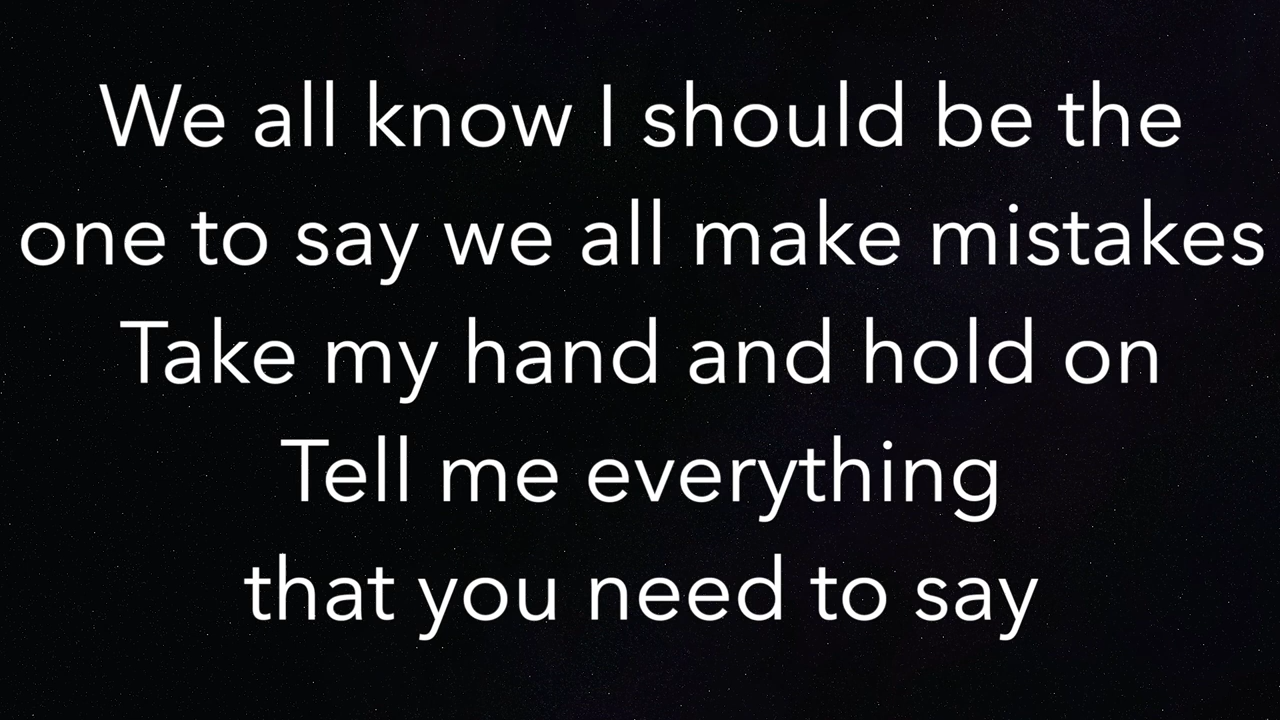 We all know I should be the
one to say we all make mistakes
Take my hand and hold on
Tell me everything
that you need to say